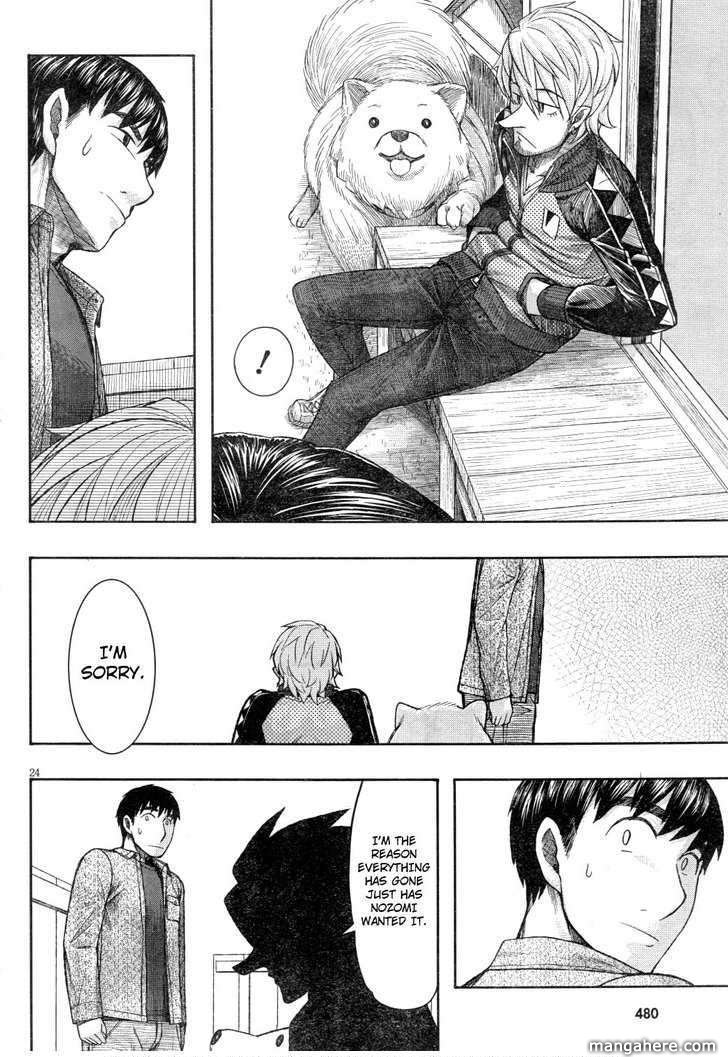 !
I'M
SORRY.
24
I'M THE
REASON
EVERYTHING
HAS GONE
JUST HAS
NOZOMI
WANTED IT.
480
mangahere.com